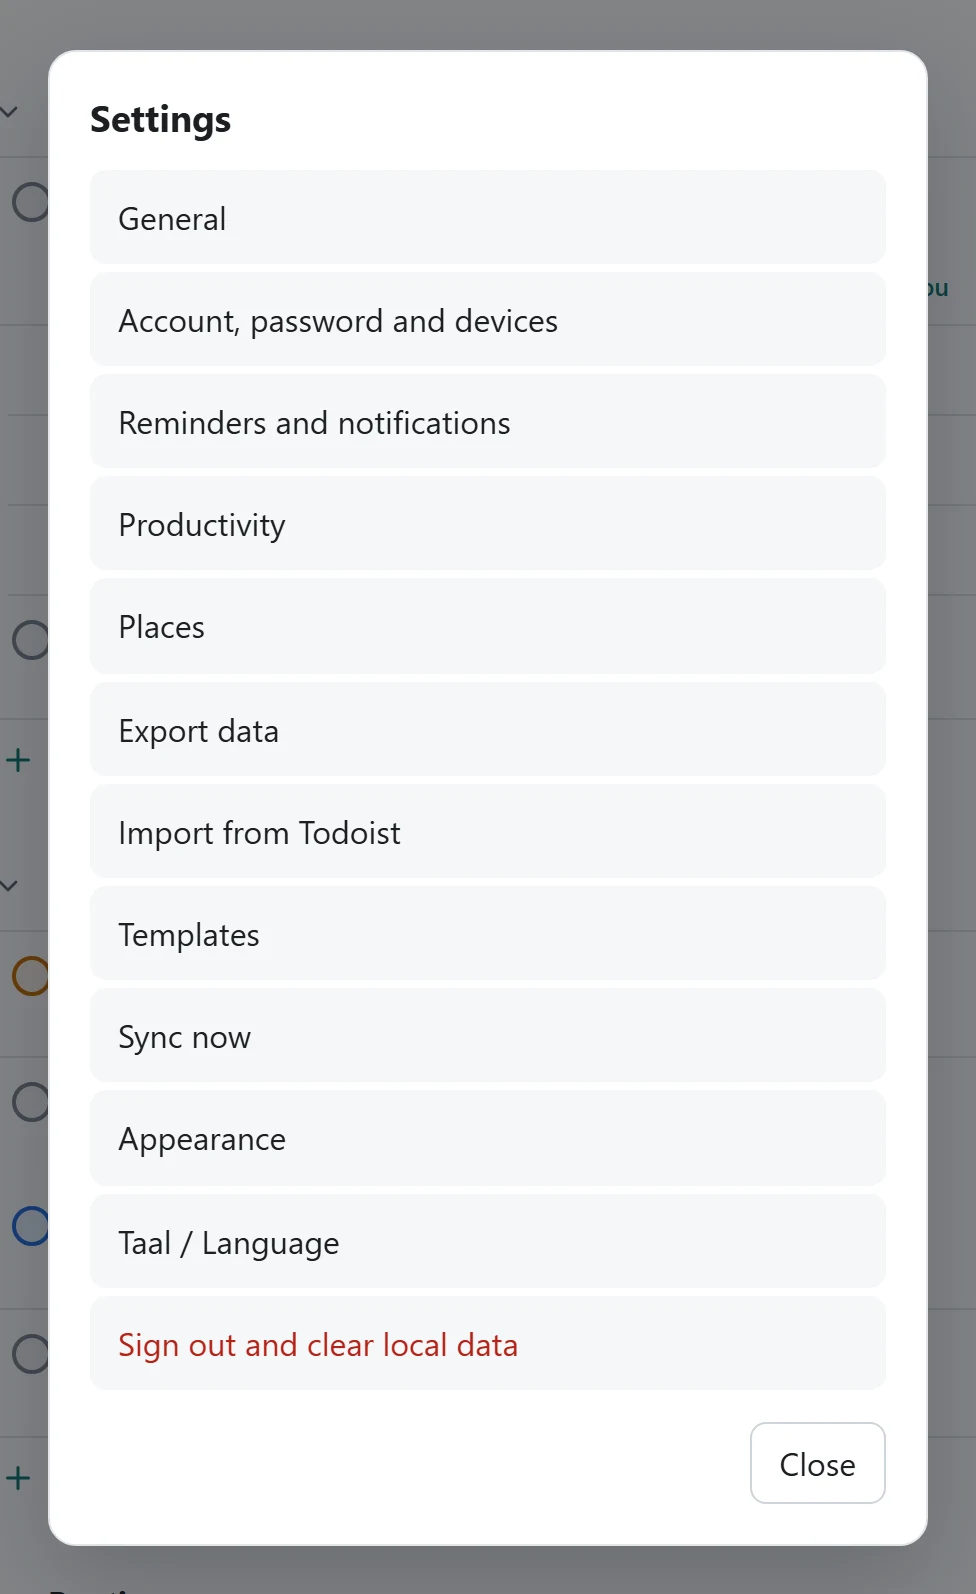 Settings
General
ou
Account, password and devices
Reminders and notifications
Productivity
Places
Export data
Import from Todoist
Templates
Sync now
Appearance
Taal / Language
Sign out and clear local data
Close